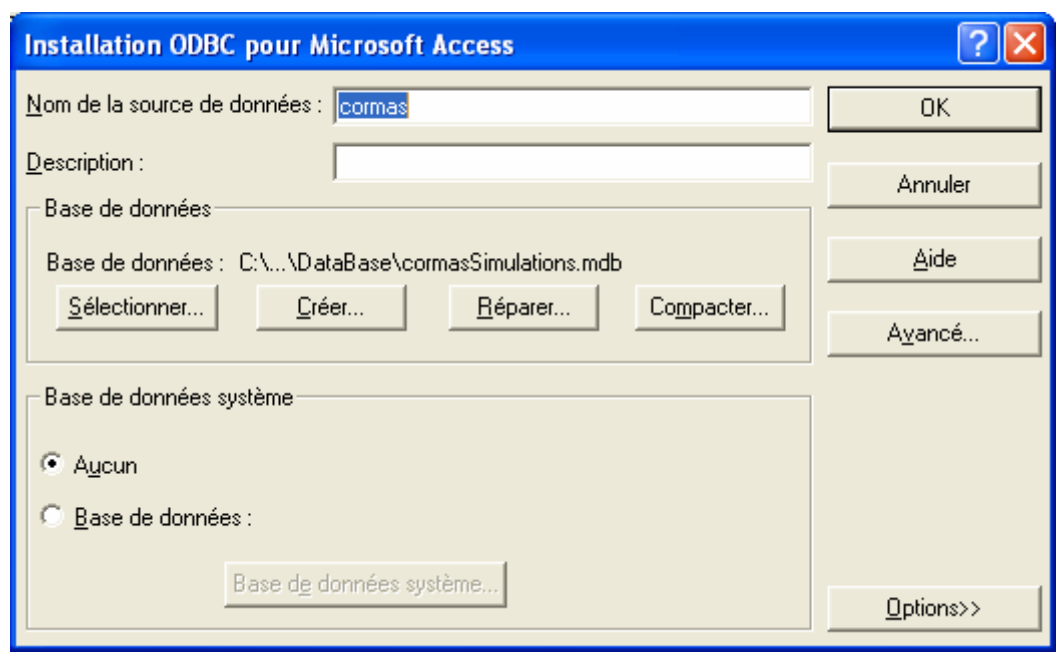 Installation ODBC pour Microsoft Access
Nom de la source de données : cormas
OK
Description :
Annuler
Base de données
Base de données : C:\...\DataBase\cormasSimulations.mdb
Aide
Sélectionner... Créer... Réparer... Compacter...
Avancé...
Base de données système
Aucun
Base de données :
Base de données système...
Options>>